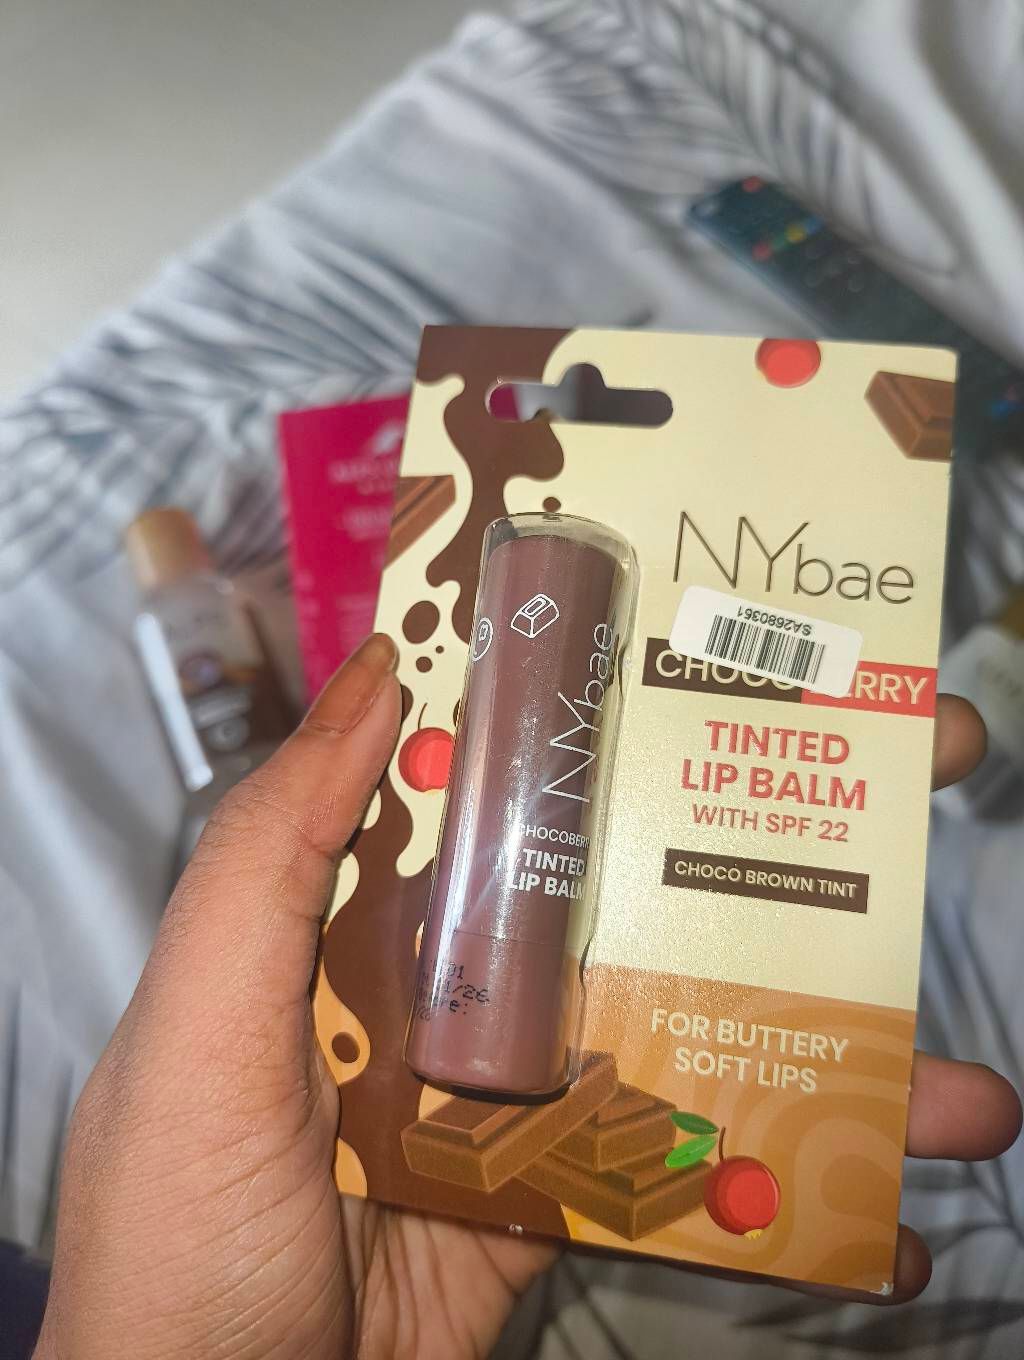 NYbae
SA2680361
CHOCO
ERRY
TINTED
LIP BALM
WITH SPF 22
CHOCO BROWN TINT
FOR BUTTERY
SOFT LIPS
NYbae
TINTED
LIP BALM